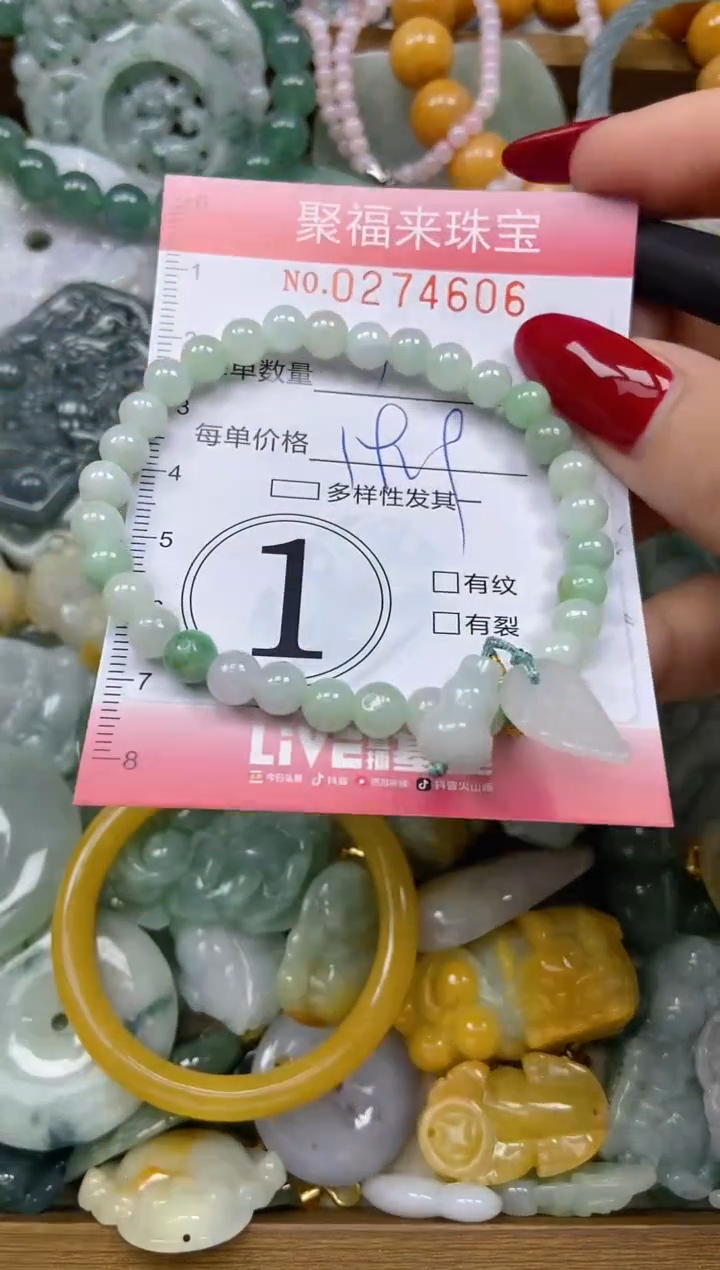 聚福来珠宝
NO.0274606
单数量
每单价格
多样性发其一
1
有纹
有裂
LiVE
今日头条 抖音 西瓜视频 抖音火山版
1
2
3
4
5
7
8